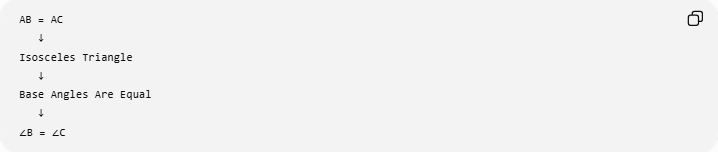 AB = AC
↓
Isosceles Triangle
↓
Base Angles Are Equal
↓
∠B = ∠C